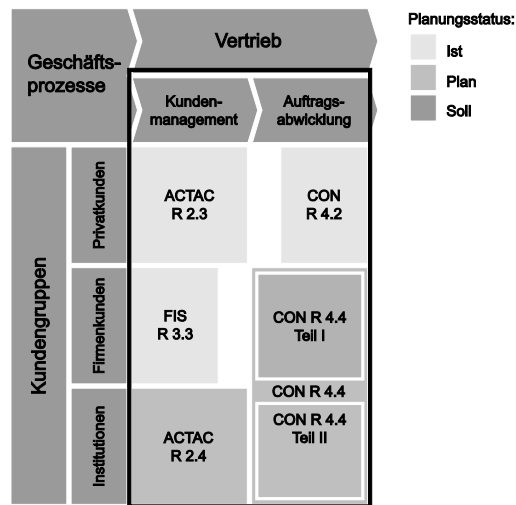 Geschäfts-
prozesse
Vertrieb
Kunden-
management
Auftrags-
abwicklung
Planungsstatus:
Ist
Plan
Soll
Kundengruppen
Privatkunden
ACTAC
R 2.3
CON
R 4.2
Firmenkunden
FIS
R 3.3
CON R 4.4
Teil I
CON R 4.4
Institutionen
ACTAC
R 2.4
CON R 4.4
Teil II